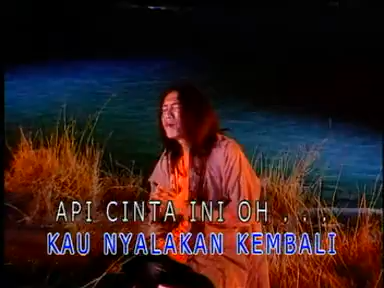 API CINTA INI OH . . .
KAU NYALAKAN KEMBALI